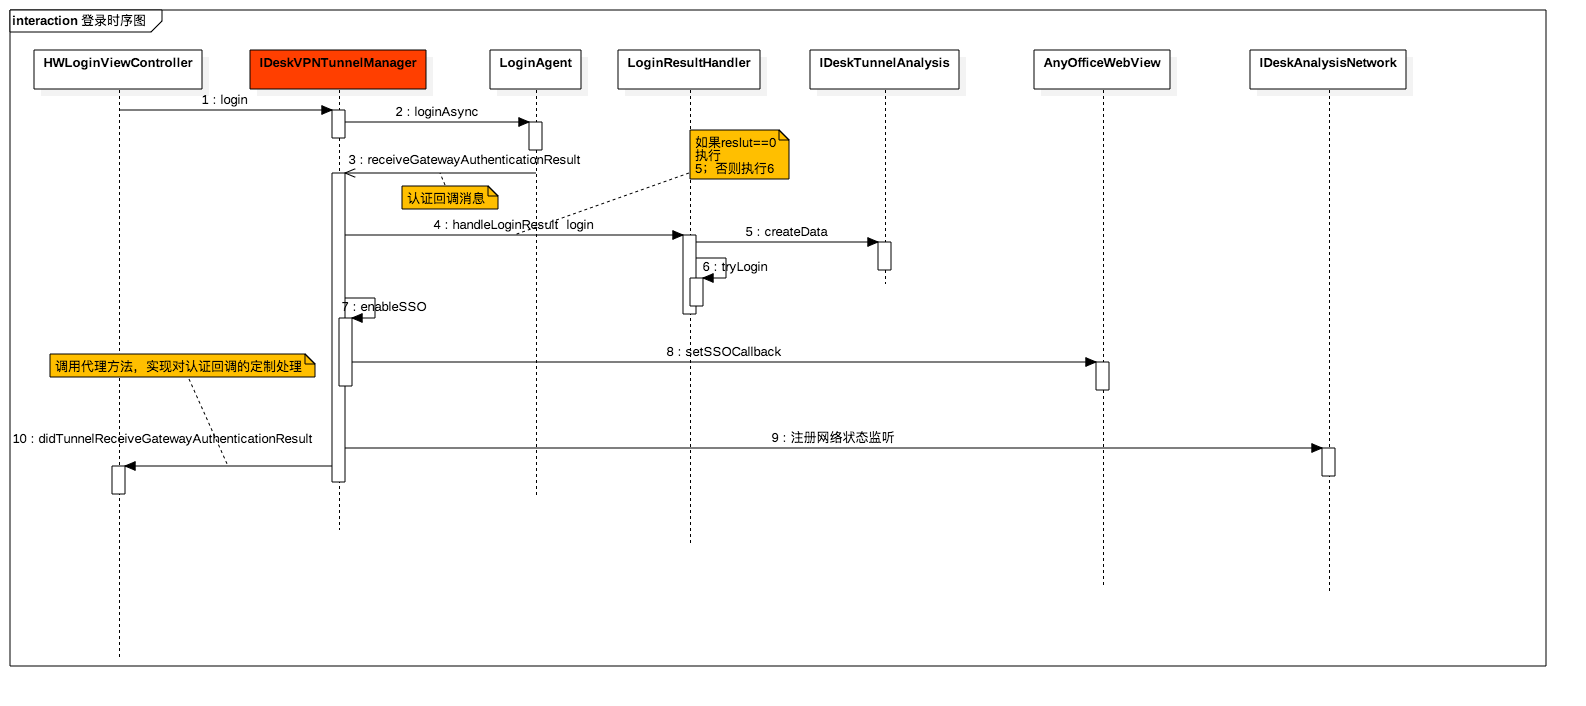 interaction 登录时序图
HWLoginViewController
IDeskVPNTunnelManager
LoginAgent
LoginResultHandler
IDeskTunnelAnalysis
AnyOfficeWebView
IDeskAnalysisNetwork
1 : login
2 : loginAsync
如果reslut==0
执行
5；否则执行6
3 : receiveGatewayAuthenticationResult
认证回调消息
4 : handleLoginResult login
5 : createData
6 : tryLogin
7 : enableSSO
8 : setSSOCallback
调用代理方法，实现对认证回调的定制处理
9 : 注册网络状态监听
10 : didTunnelReceiveGatewayAuthenticationResult